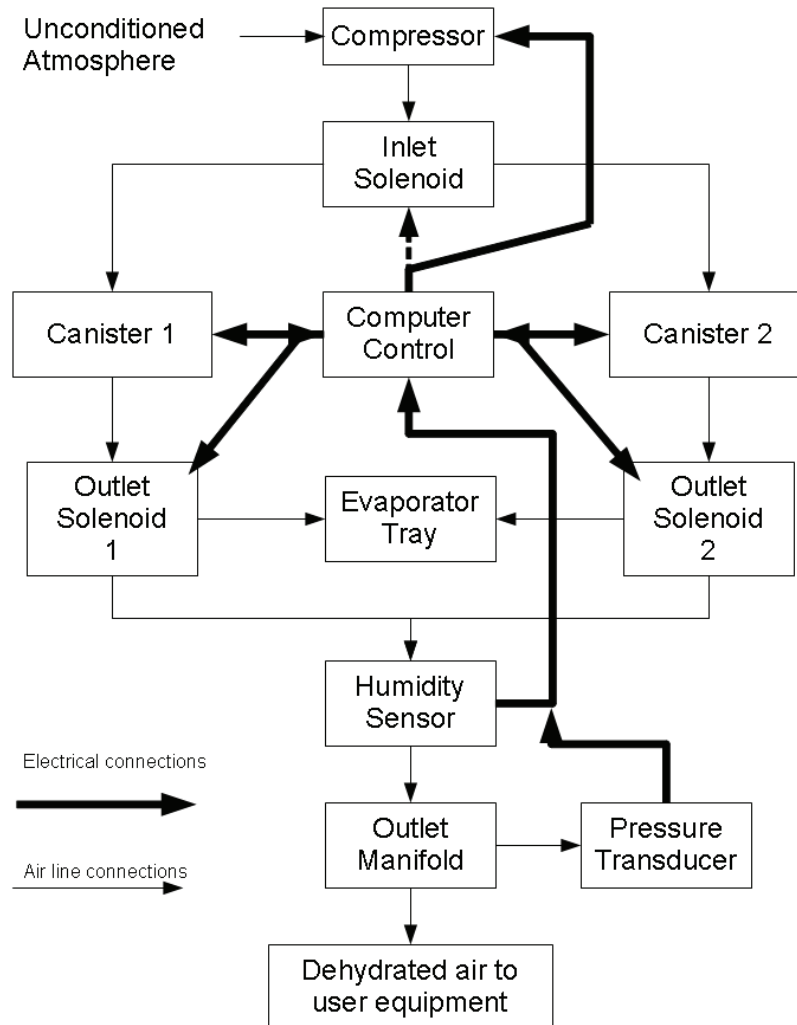 Unconditioned
Atmosphere
Compressor
Inlet
Solenoid
Canister 1
Computer
Control
Canister 2
Outlet
Solenoid
1
Evaporator
Tray
Outlet
Solenoid
2
Humidity
Sensor
Electrical connections
Outlet
Manifold
Pressure
Transducer
Air line connections
Dehydrated air to
user equipment